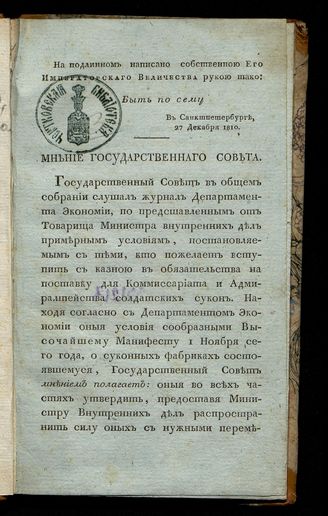 На подлинномъ написано собственною Его
Императорскаго Величества рукою тако:
Чертковская Библіотека
Быть по сему
Въ Санктпетербургѣ,
27 Декабря 1810.
МНѢНІЕ ГОСУДАРСТВЕННАГО СОВѢТА.
Государственный Совѣтъ въ общемъ
собраніи слушалъ журналъ Департамен-
та Экономіи, по представленнымъ отъ
Товарища Министра внутреннихъ дѣлъ
примѣрнымъ условіямъ, постановляе-
мымъ съ тѣми, кто пожелаетъ всту-
пить съ казною въ обязательства на
поставку для Коммиссаріата и Адми-
ралтейства солдатскихъ суконъ. На-
ходя согласно съ Департаментомъ Эко-
номіи оныя условія сообразными Вы-
сочайшему Манифесту 1 Ноября се-
го года, о суконныхъ фабрикахъ состо-
явшемуся, Государственный Совѣтъ
мнѣніемъ полагаетъ: оныя во всѣхъ ча-
стяхъ утвердить, предоставя Мини-
стру Внутреннихъ дѣлъ распростра-
нить силу оныхъ съ нужными перемѣ-